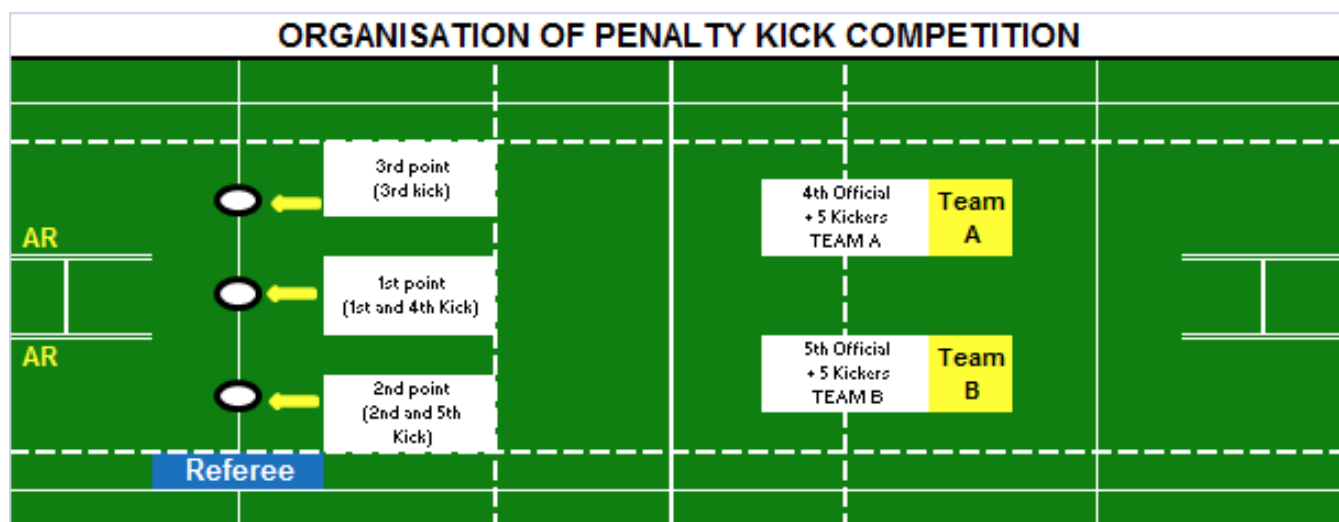 ORGANISATION OF PENALTY KICK COMPETITION
3rd point
(3rd kick)
4th Official
+ 5 Kickers
TEAM A
Team
A
AR
1st point
(1st and 4th Kick)
AR
5th Official
+ 5 Kickers
TEAM B
Team
B
2nd point
(2nd and 5th
Kick)
Referee